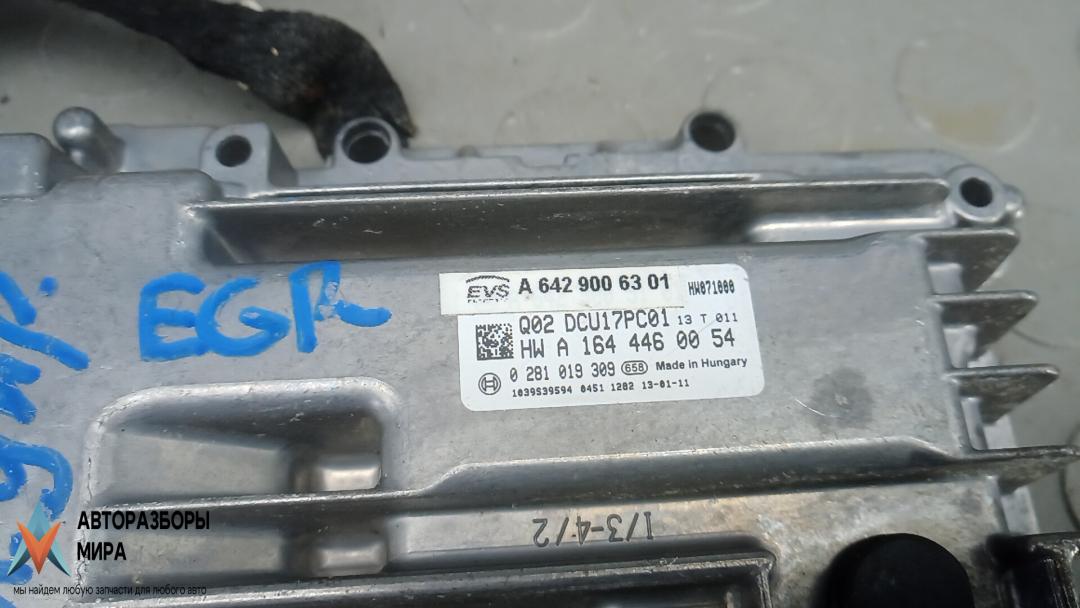 EGR
EVS A 642 900 63 01 HW071000
Q02 DCU17PC01 13 T 011
HW A 164 446 00 54
0 281 019 309 658 Made in Hungary
1039S39594 0451 1282 13-01-11
1/3-4/2
АВТОРАЗБОРЫ
МИРА
мы найдем любую запчасти для любого авто